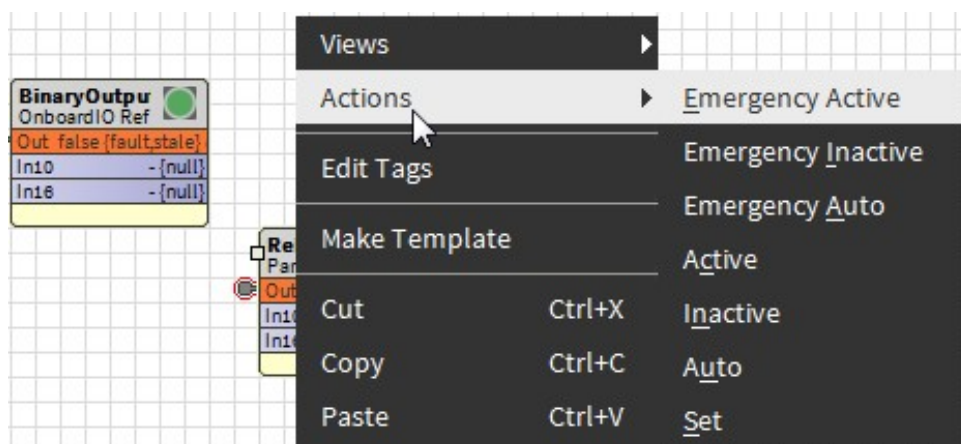 BinaryOutpur
OnboardIO Ref
Out false {fault,stale}
In10 - {null}
In16 - {null}
Re
Par
Out
In10
In16
Views
Actions
Edit Tags
Make Template
Cut Ctrl+X
Copy Ctrl+C
Paste Ctrl+V
Emergency Active
Emergency Inactive
Emergency Auto
Active
Inactive
Auto
Set